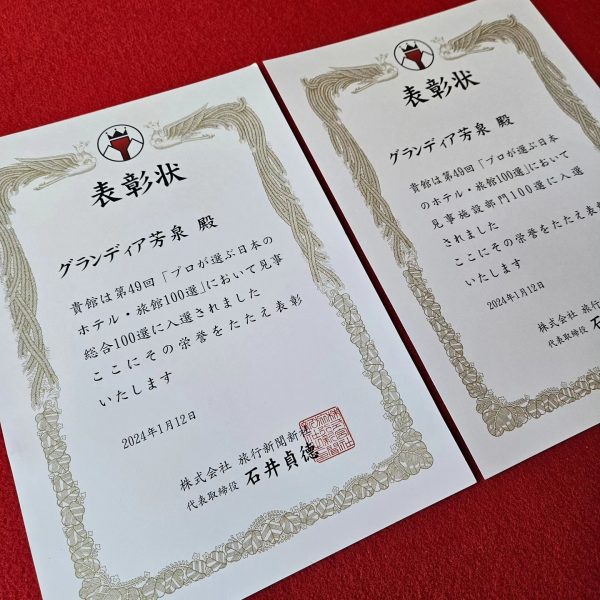 表彰状
グランディア芳泉 殿
貴館は第49回「プロが選ぶ日本の
ホテル・旅館100選」において見事
総合100選に入選されました
ここにその栄誉をたたえ表彰
いたします
2024年1月12日
株式会社 旅行新聞新社
代表取締役 石井貞德
表彰状
グランディア芳泉 殿
貴館は第49回「プロが選ぶ日本
のホテル・旅館100選」において
見事施設部門100選に入選
されました
ここにその栄誉をたたえ表
いたします
2024年1月12日
株式会社 旅行
代表取締役 石